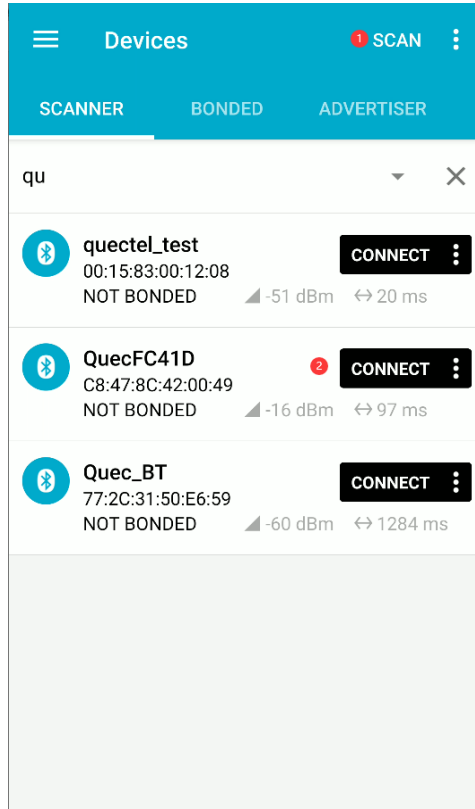 Devices
1 SCAN
SCANNER BONDED ADVERTISER
qu
quectel_test
CONNECT
00:15:83:00:12:08
NOT BONDED -51 dBm 20 ms
QuecFC41D
2 CONNECT
C8:47:8C:42:00:49
NOT BONDED -16 dBm 97 ms
Quec_BT
CONNECT
77:2C:31:50:E6:59
NOT BONDED -60 dBm 1284 ms